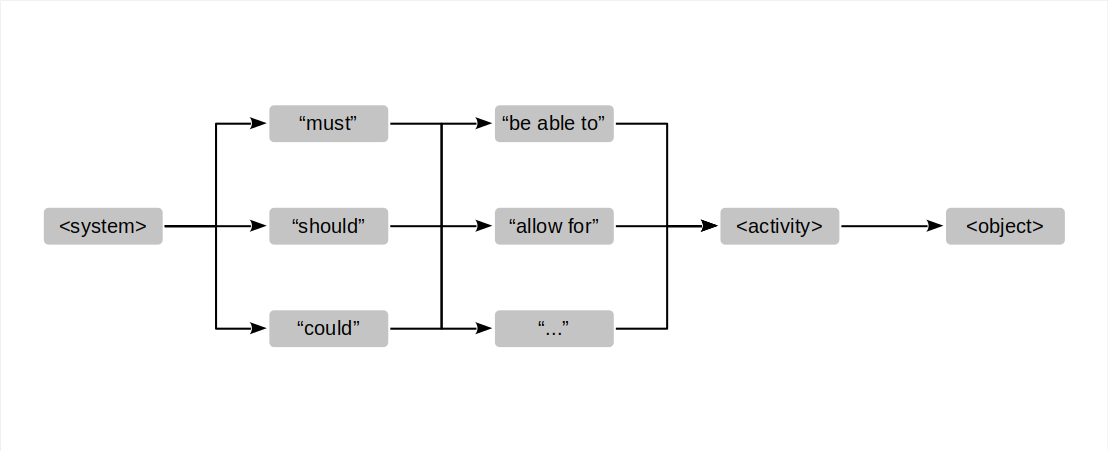 <system>
“must”
“should”
“could”
“be able to”
“allow for”
“...”
<activity>
<object>